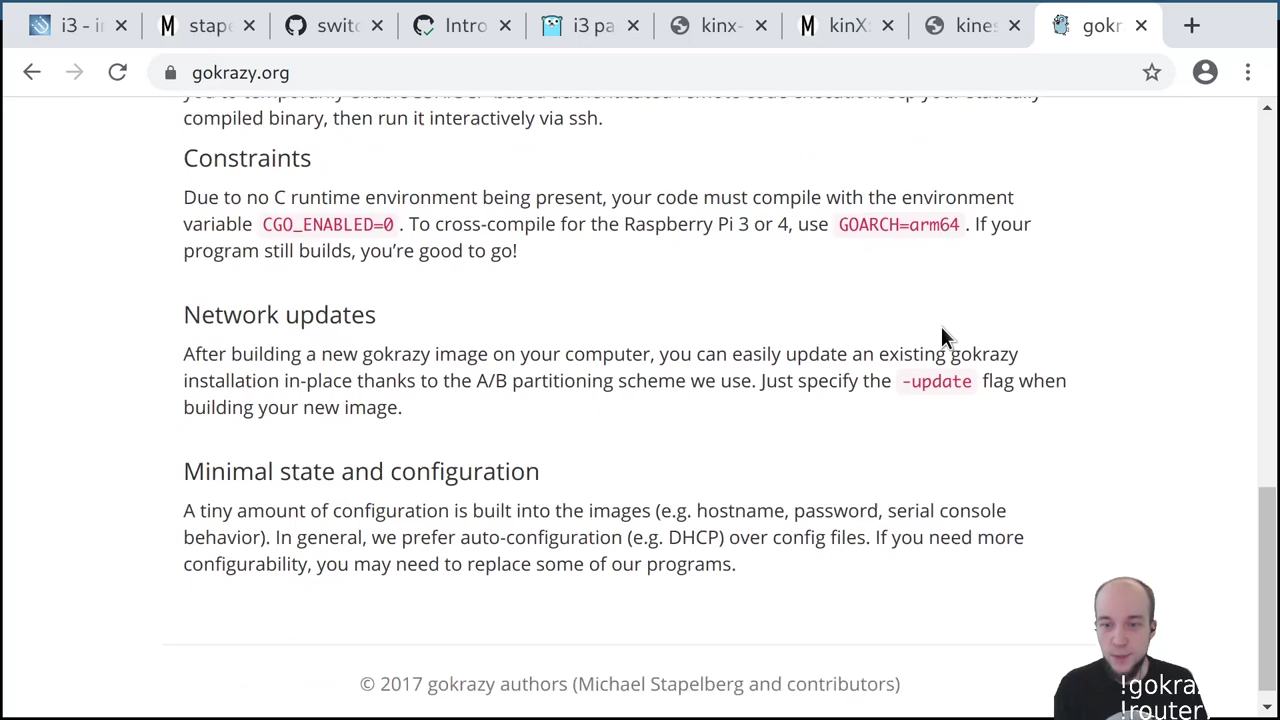 i3 - i
stape
switc
Intro
i3 pa
kinx-
kinX:
kines
gokr
gokrazy.org
compiled binary, then run it interactively via ssh.
Constraints
Due to no C runtime environment being present, your code must compile with the environment
variable CGO_ENABLED=0. To cross-compile for the Raspberry Pi 3 or 4, use GOARCH=arm64. If your
program still builds, you’re good to go!
Network updates
After building a new gokrazy image on your computer, you can easily update an existing gokrazy
installation in-place thanks to the A/B partitioning scheme we use. Just specify the -update flag when
building your new image.
Minimal state and configuration
A tiny amount of configuration is built into the images (e.g. hostname, password, serial console
behavior). In general, we prefer auto-configuration (e.g. DHCP) over config files. If you need more
configurability, you may need to replace some of our programs.
© 2017 gokrazy authors (Michael Stapelberg and contributors)
!gokra
!router